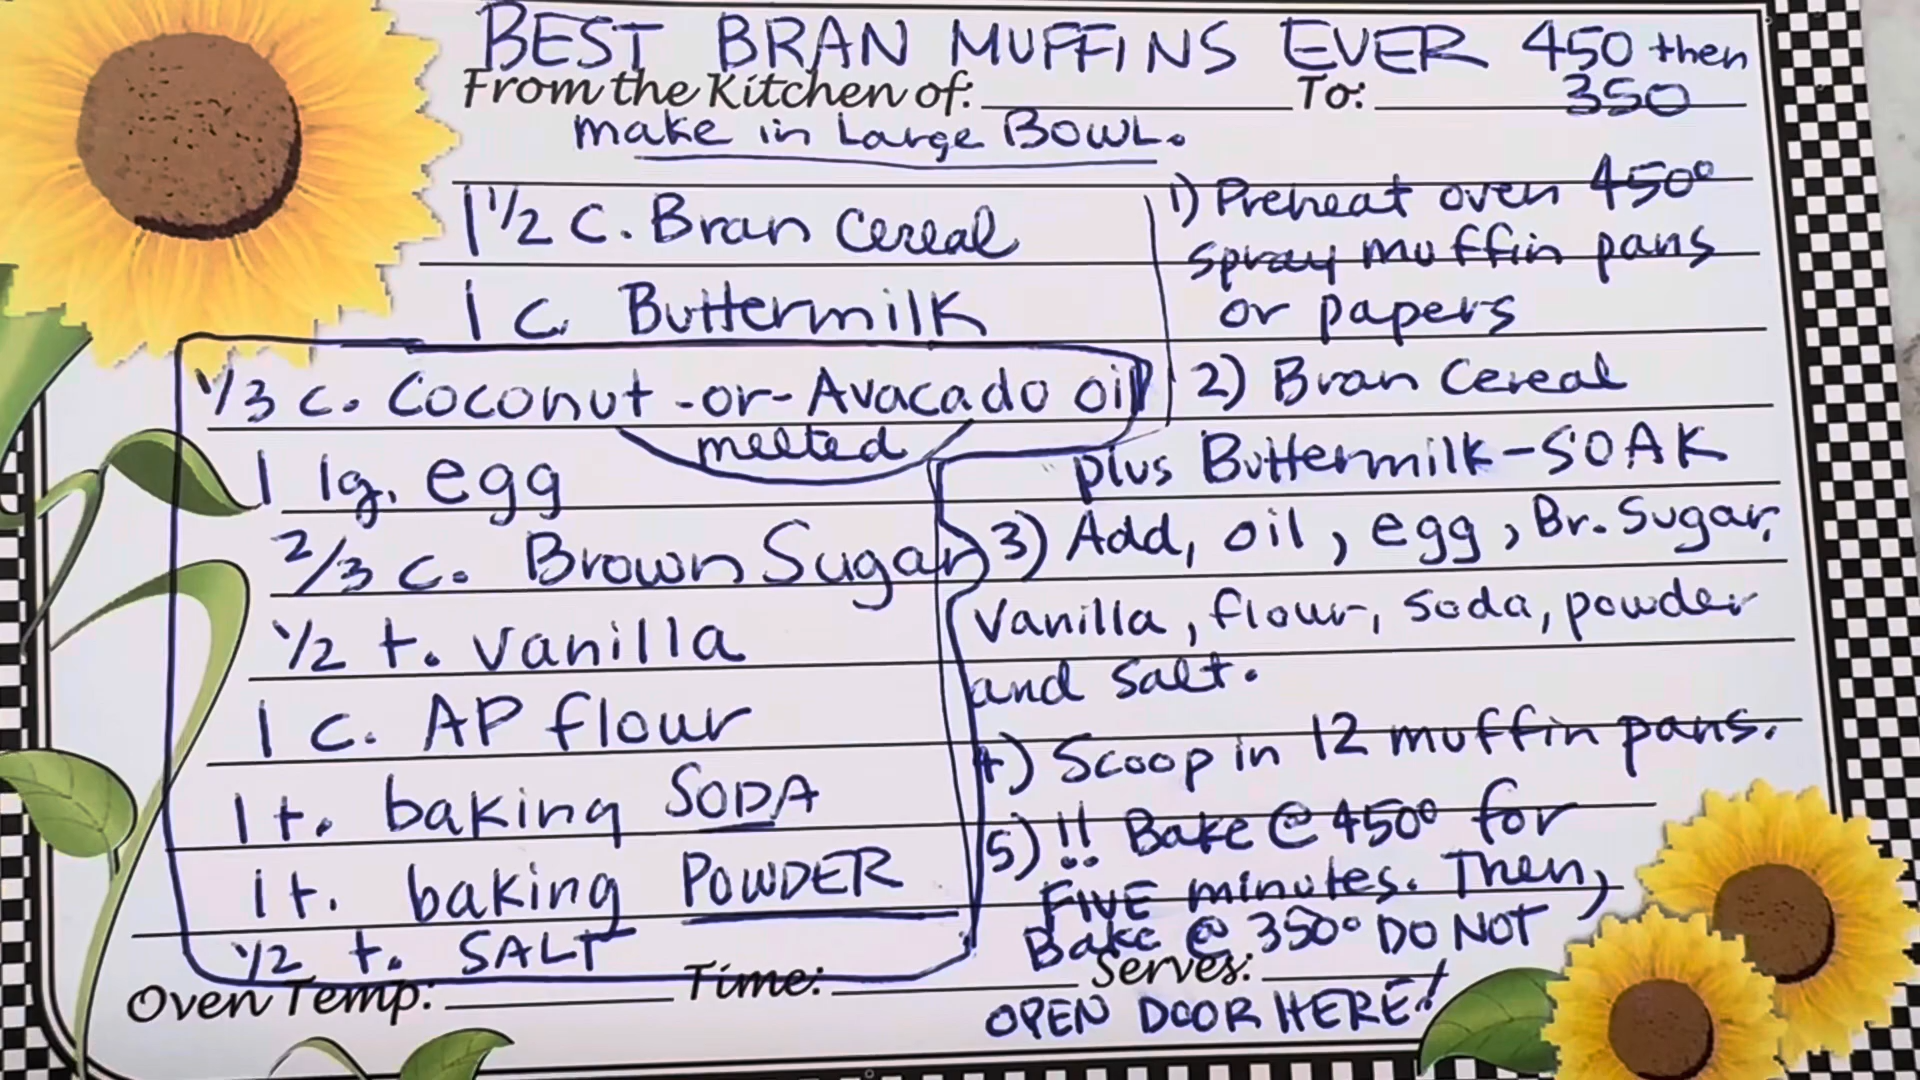 BEST BRAN MUFFINS EVER 450 then
350
From the Kitchen of: To:
make in Large BOWL.
1 1/2 c. Bran Cereal
1 c. Buttermilk
1/3 c. Coconut -or- Avacado oil
melted
1 lg. egg
2/3 c. Brown Sugar
1/2 t. vanilla
1 c. AP flour
1 t. baking SODA
1 t. baking POWDER
1/2 t. SALT
1) Preheat oven 450°
spray muffin pans
or papers
2) Bran Cereal
plus Buttermilk-SOAK
3) Add, oil, egg, Br. Sugar,
Vanilla, flour, soda, powder
and salt.
4) Scoop in 12 muffin pans.
5) !! Bake @ 450° for
FIVE minutes. Then,
Bake @ 350° DO NOT
OPEN DOOR HERE!
Oven Temp: Time: Serves: